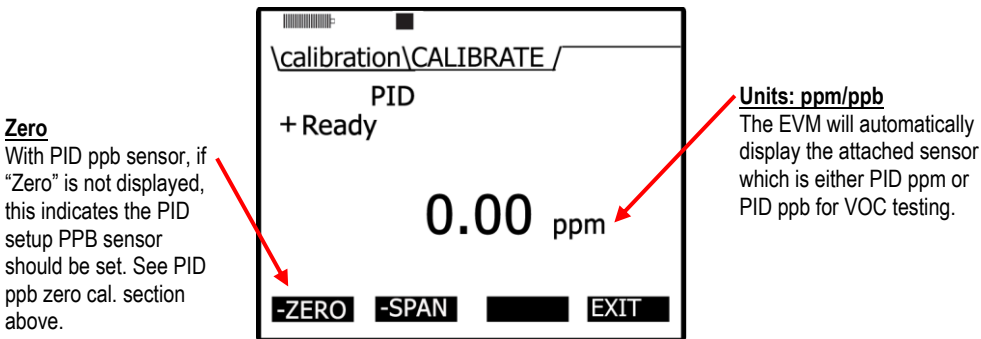 Zero
With PID ppb sensor, if
“Zero” is not displayed,
this indicates the PID
setup PPB sensor
should be set. See PID
ppb zero cal. section
above.
\calibration\CALIBRATE /
PID
+ Ready
0.00 ppm
-ZERO -SPAN EXIT
Units: ppm/ppb
The EVM will automatically
display the attached sensor
which is either PID ppm or
PID ppb for VOC testing.